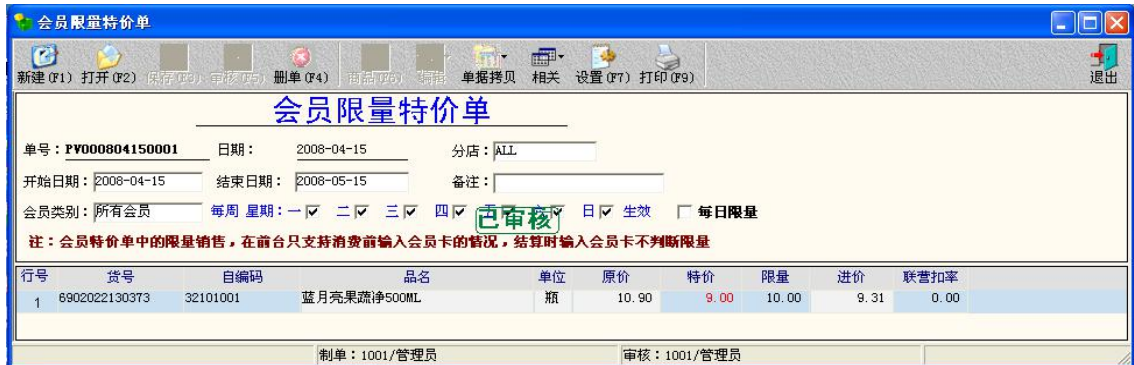 会员限量特价单
新建(F1) 打开(F2) 保存(F3) 审核(F5) 删单(F4) 商品(F6) 编辑 单据拷贝 相关 设置(F7) 打印(F9) 退出
会员限量特价单
单号：PV000804150001 日期： 2008-04-15 分店：ALL
开始日期：2008-04-15 结束日期：2008-05-15 备注：
会员类别：所有会员 每周 星期：一 二 三 四 五 六 日 生效 每日限量
已审核
注：会员特价单中的限量销售，在前台只支持消费前输入会员卡的情况，结算时输入会员卡不判断限量
行号 货号 自编码 品名 单位 原价 特价 限量 进价 联营扣率
1 6902022130373 32101001 蓝月亮果蔬净500ML 瓶 10.90 9.00 10.00 9.31 0.00
制单：1001/管理员 审核：1001/管理员